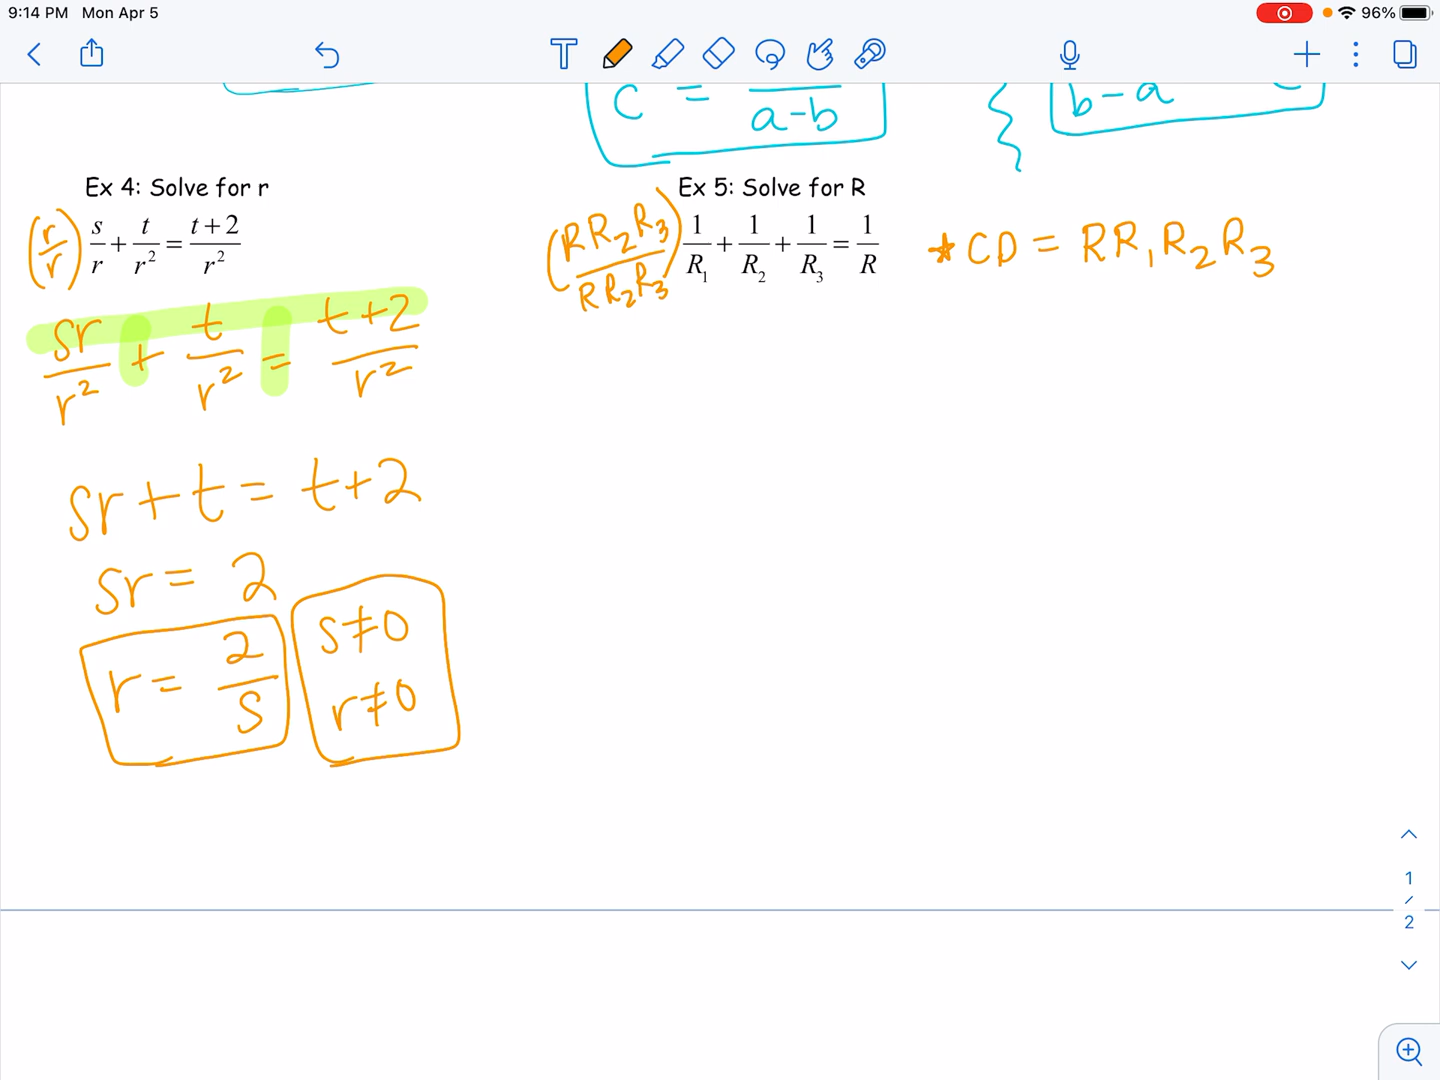 9:14 PM Mon Apr 5
96%
T
c = a-b
b-a
Ex 4: Solve for r
(r/r) s/r + t/r² = t+2/r²
sr/r² + t/r² = t+2/r²
sr + t = t+2
sr = 2
r = 2/s
s≠0
r≠0
Ex 5: Solve for R
(RR₂R₃/RR₂R₃) 1/R₁ + 1/R₂ + 1/R₃ = 1/R
*CD = RR₁R₂R₃
1
/
2